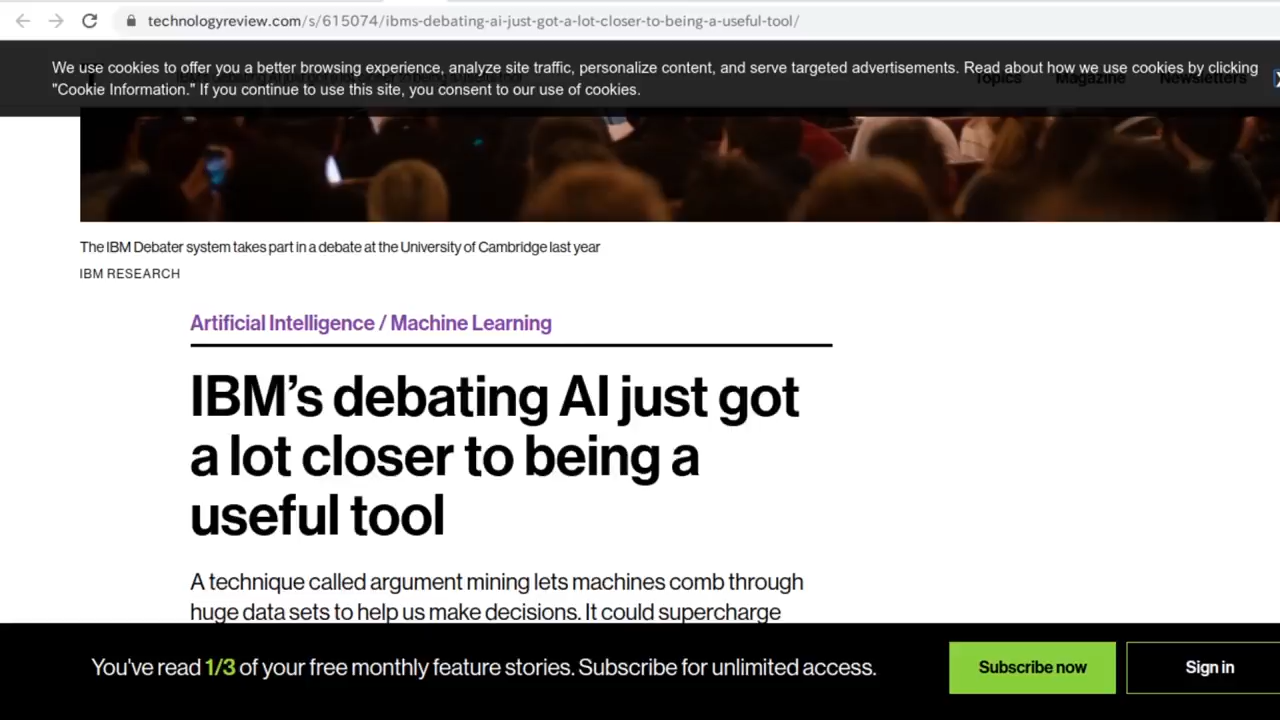 technologyreview.com/s/615074/ibms-debating-ai-just-got-a-lot-closer-to-being-a-useful-tool/
We use cookies to offer you a better browsing experience, analyze site traffic, personalize content, and serve targeted advertisements. Read about how we use cookies by clicking
"Cookie Information." If you continue to use this site, you consent to our use of cookies.
Topics Magazine Newsletters
The IBM Debater system takes part in a debate at the University of Cambridge last year
IBM RESEARCH
Artificial Intelligence / Machine Learning
IBM’s debating AI just got
a lot closer to being a
useful tool
A technique called argument mining lets machines comb through
huge data sets to help us make decisions. It could supercharge
You've read 1/3 of your free monthly feature stories. Subscribe for unlimited access.
Subscribe now
Sign in